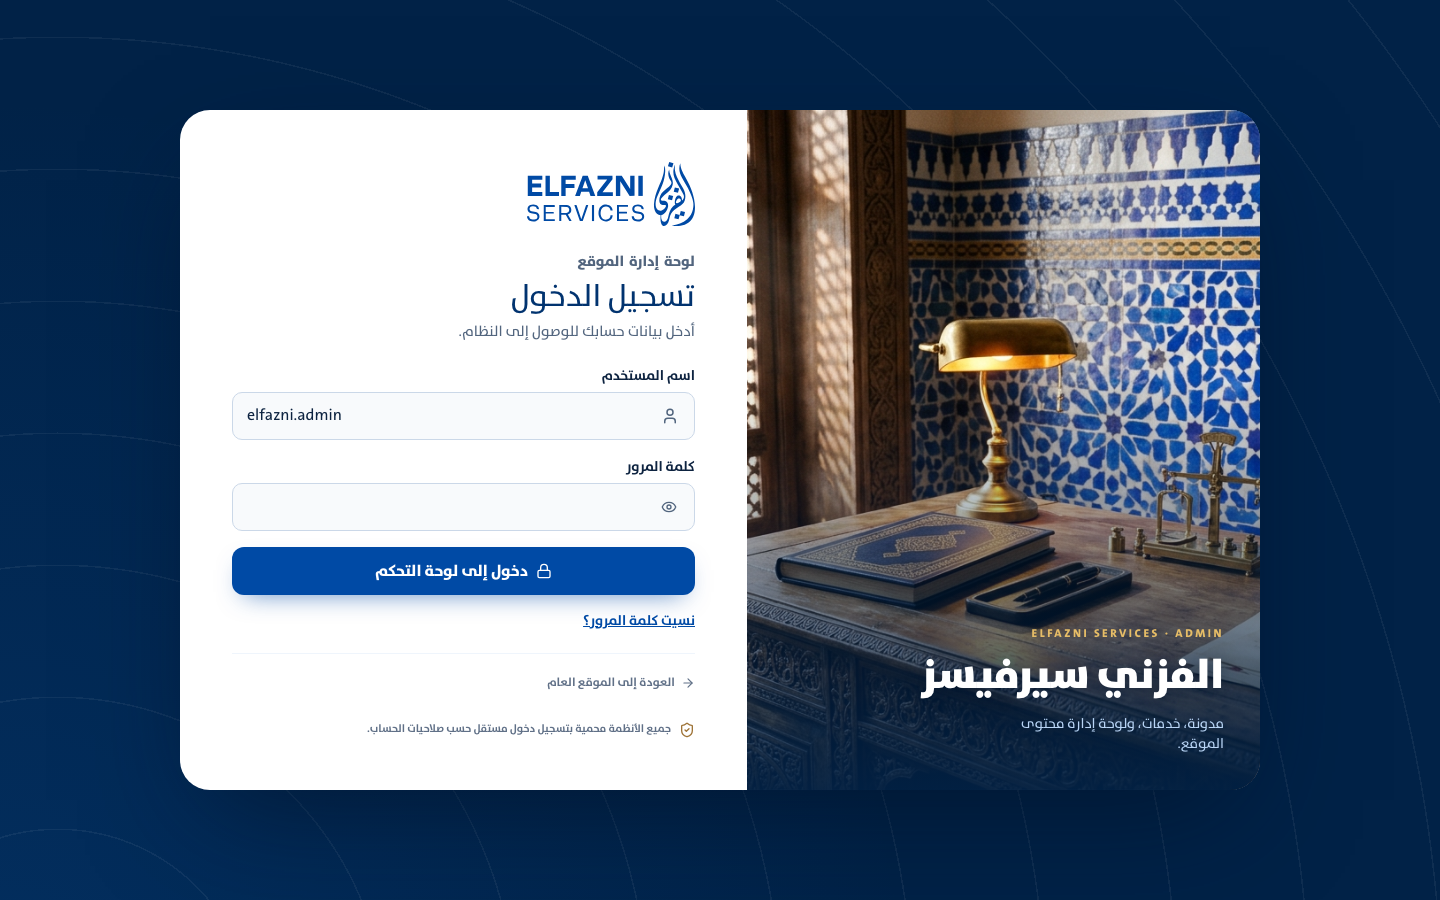 ELFAZNI
SERVICES
لوحة إدارة الموقع
تسجيل الدخول
أدخل بيانات حسابك للوصول إلى النظام.
اسم المستخدم
elfazni.admin
كلمة المرور
دخول إلى لوحة التحكم
نسيت كلمة المرور؟
العودة إلى الموقع العام
جميع الأنظمة محمية بتسجيل دخول مستقل حسب صلاحيات الحساب.
ELFAZNI SERVICES · ADMIN
الفزني سيرفيسز
مدونة، خدمات، ولوحة إدارة محتوى
الموقع.